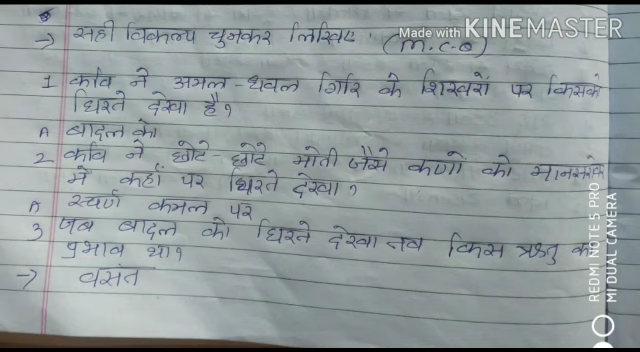 → सही विकल्प चुनकर लिखिए. (M.C.Q)
Made with KINEMASTER
1 कवि ने अमल-धवल गिरि के शिखरों पर किसको
घिरते देखा है?
A बादल को
2 कवि ने छोटे-छोटे मोती जैसे कणों को मानसरोवर
में कहाँ पर घिरते देखा?
A स्वर्ण कमल पर
3 जब बादल को घिरते देखा तब किस ऋतु का
प्रभाव था?
→ वसंत
REDMI NOTE 5 PRO
MI DUAL CAMERA